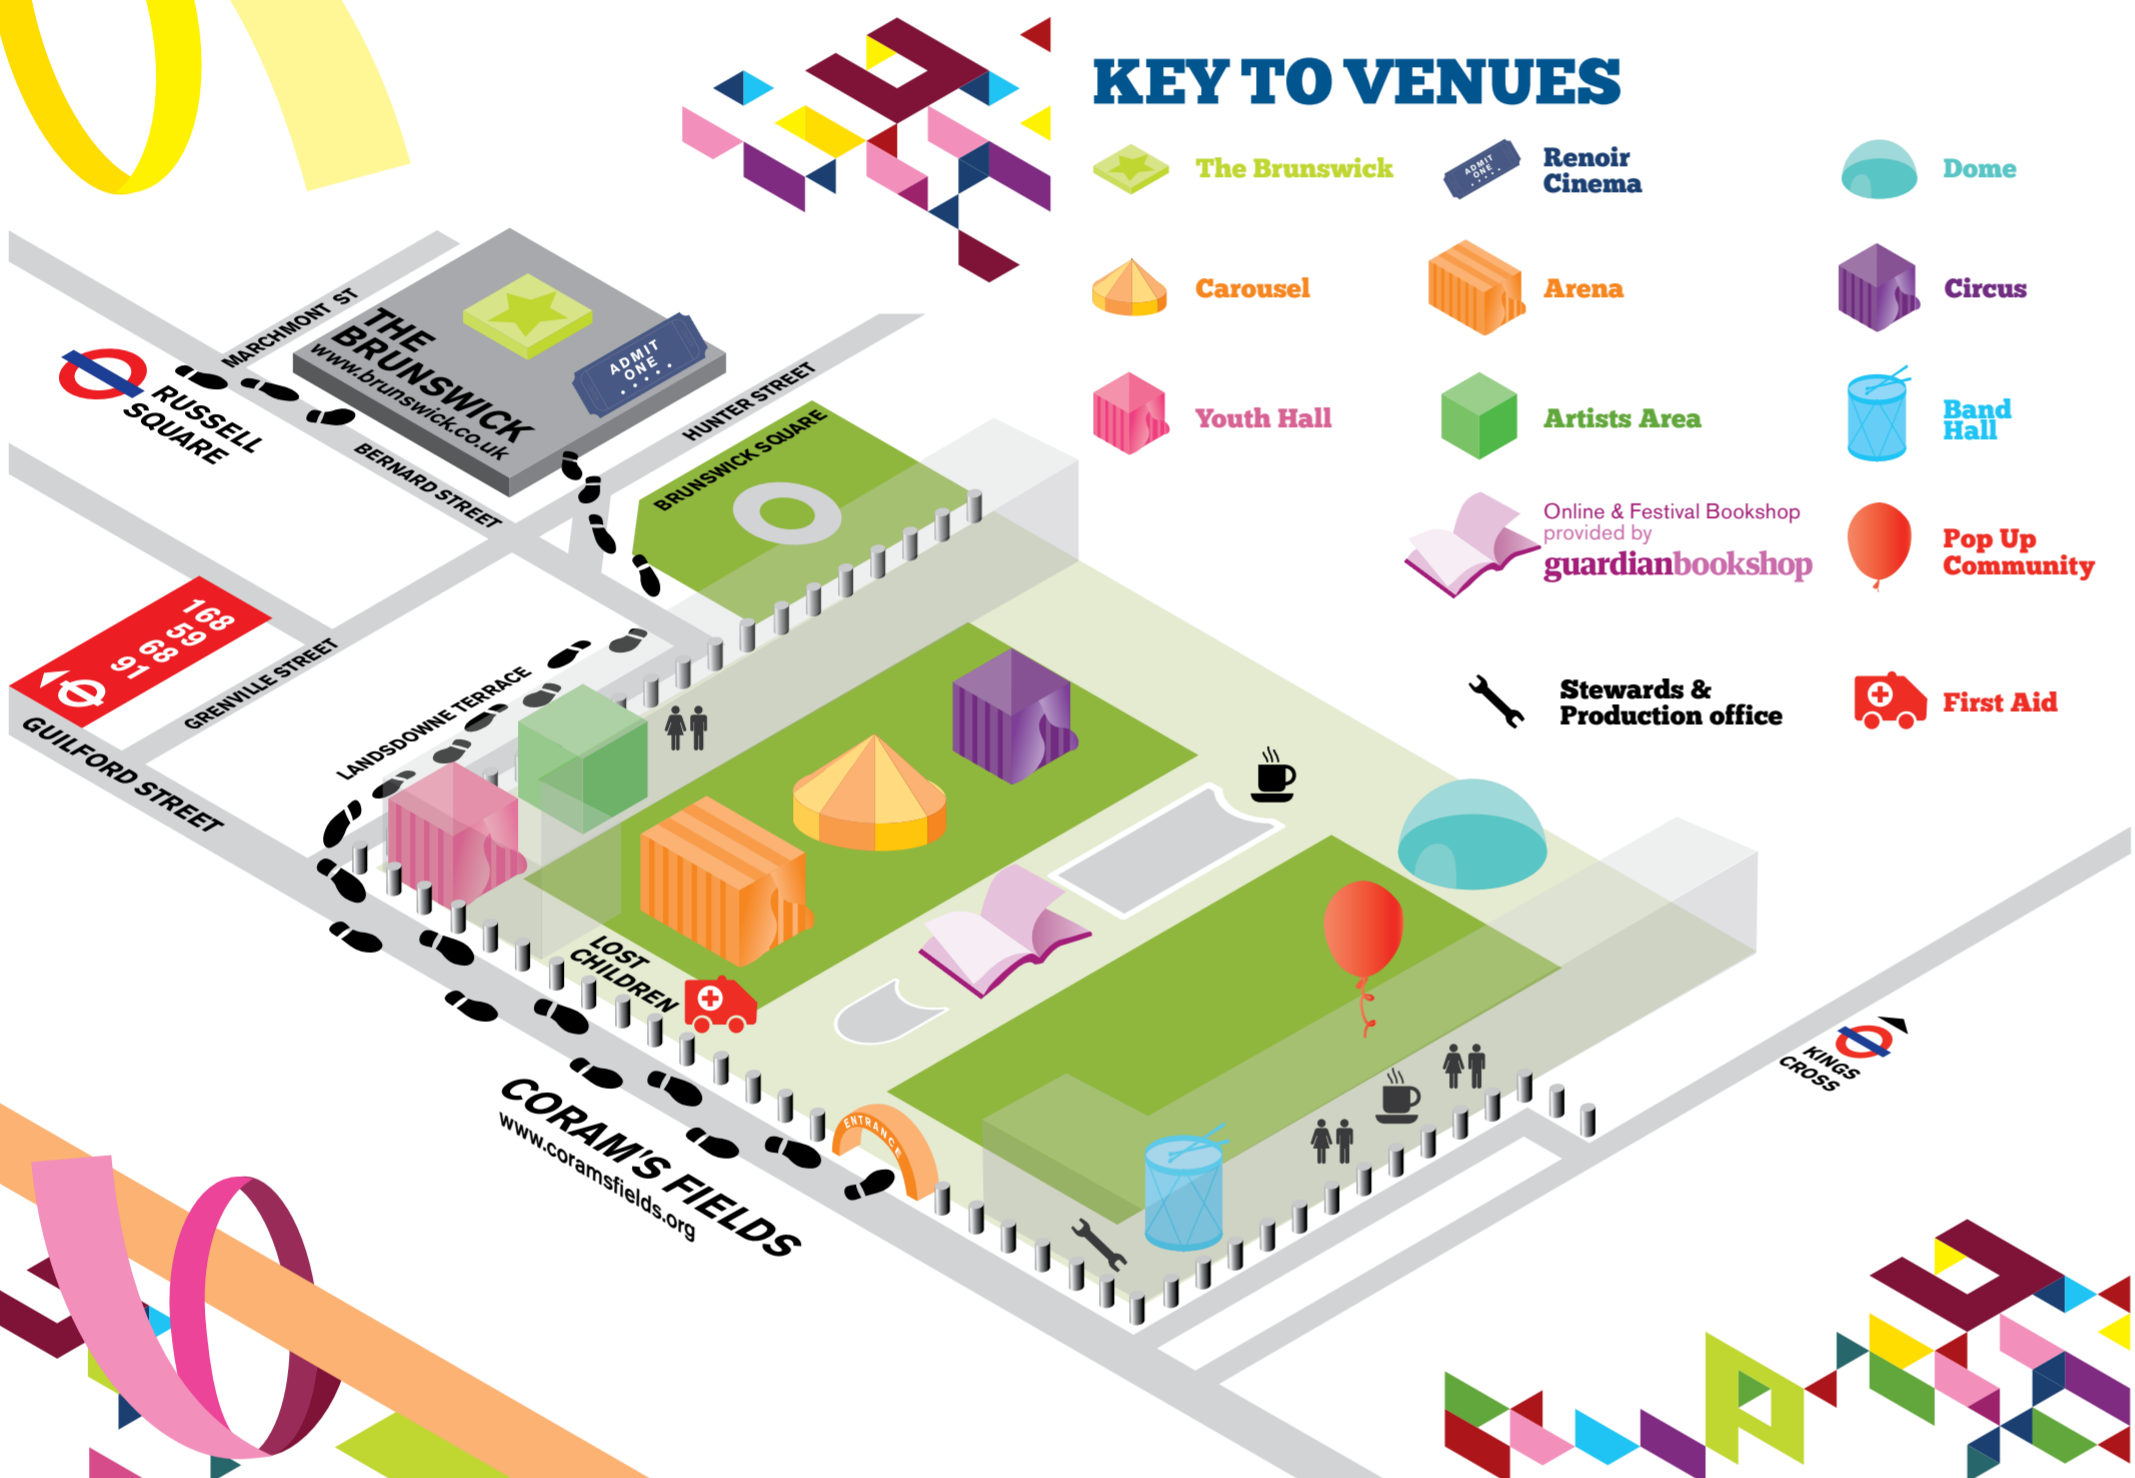 KEY TO VENUES
The Brunswick
Renoir
Cinema
Dome
Carousel
Arena
Circus
Youth Hall
Artists Area
Band
Hall
Online & Festival Bookshop
provided by
guardianbookshop
Pop Up
Community
Stewards &
Production office
First Aid
ADMIT
ONE
MARCHMONT ST
THE
BRUNSWICK
www.brunswick.co.uk
ADMIT
ONE
RUSSELL
SQUARE
HUNTER STREET
BERNARD STREET
BRUNSWICK SQUARE
168
59
68
91
GRENVILLE STREET
GUILFORD STREET
LANDSDOWNE TERRACE
LOST
CHILDREN
ENTRANCE
CORAM'S FIELDS
www.coramsfields.org
KINGS
CROSS